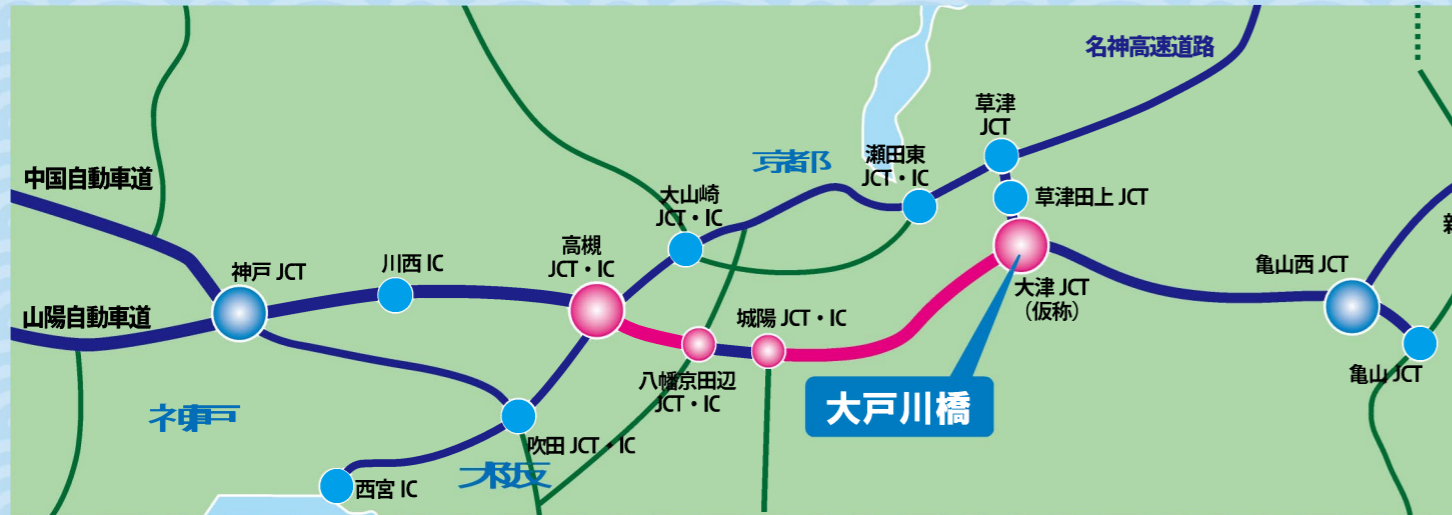 名神高速道路
草津
JCT
瀬田東
JCT・IC
京都
中国自動車道
大山崎
JCT・IC
草津田上 JCT
新
高槻
JCT・IC
川西 IC
神戸 JCT
亀山西 JCT
大津 JCT
（仮称）
山陽自動車道
城陽 JCT・IC
八幡京田辺
JCT・IC
亀山 JCT
大戸川橋
神戸
吹田 JCT・IC
大阪
西宮 IC